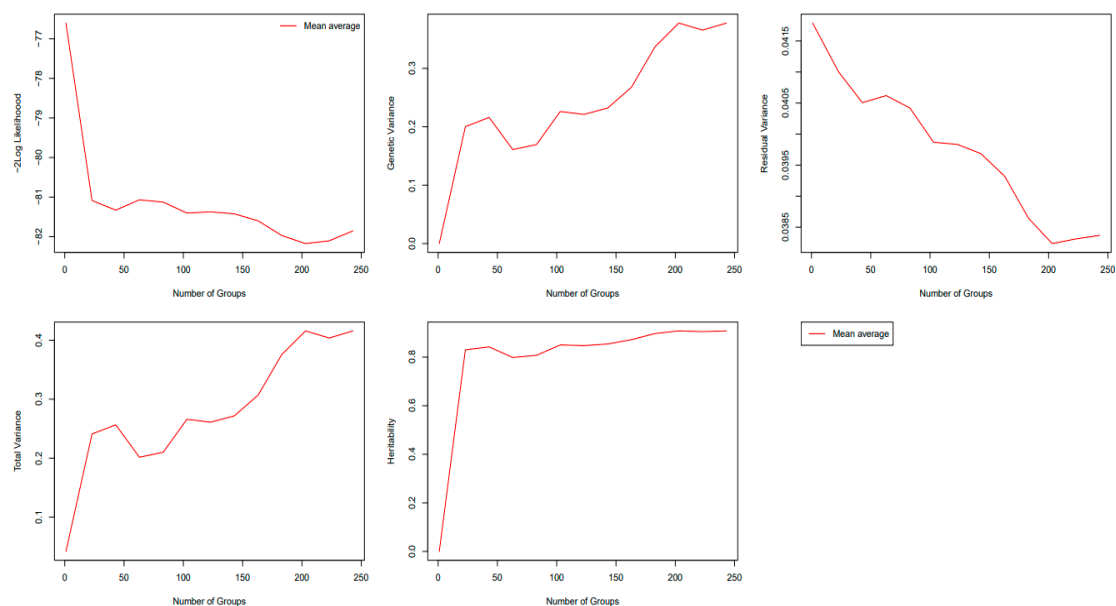 -2Log Likelihoood
-77
-78
-79
-80
-81
-82
Mean average
0 50 100 150 200 250
Number of Groups
Genetic Variance
0.3
0.2
0.1
0.0
0 50 100 150 200 250
Number of Groups
Residual Variance
0.0415
0.0405
0.0395
0.0385
0 50 100 150 200 250
Number of Groups
Total Variance
0.4
0.3
0.2
0.1
0 50 100 150 200 250
Number of Groups
Heritability
0.8
0.6
0.4
0.2
0.0
0 50 100 150 200 250
Number of Groups
Mean average